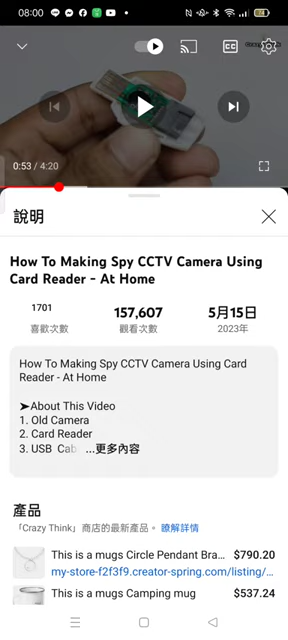 08:00
CC
0:53 / 4:20
說明
How To Making Spy CCTV Camera Using
Card Reader - At Home
1701
157,607
5月15日
喜歡次數
觀看次數
2023年
How To Making Spy CCTV Camera Using Card
Reader - At Home
➤About This Video
1. Old Camera
2. Card Reader
3. USB Cab ...更多內容
產品
「Crazy Think」商店的最新產品。 瞭解詳情
This is a mugs Circle Pendant Bra... $790.20
my-store-f2f3f9.creator-spring.com/listing/...
This is a mugs Camping mug $537.24